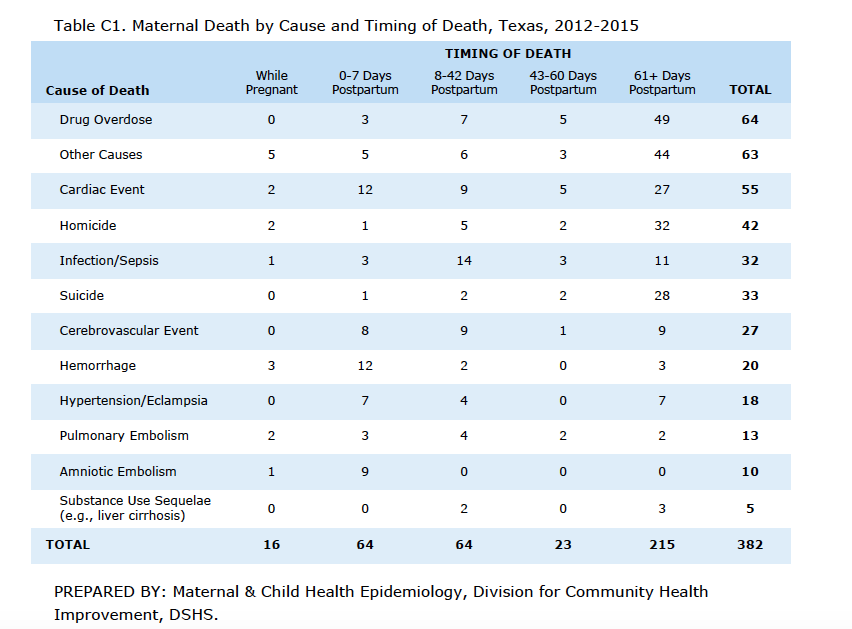 Table C1. Maternal Death by Cause and Timing of Death, Texas, 2012-2015
TIMING OF DEATH
Cause of Death While Pregnant 0-7 Days Postpartum 8-42 Days Postpartum 43-60 Days Postpartum 61+ Days Postpartum TOTAL
Drug Overdose 0 3 7 5 49 64
Other Causes 5 5 6 3 44 63
Cardiac Event 2 12 9 5 27 55
Homicide 2 1 5 2 32 42
Infection/Sepsis 1 3 14 3 11 32
Suicide 0 1 2 2 28 33
Cerebrovascular Event 0 8 9 1 9 27
Hemorrhage 3 12 2 0 3 20
Hypertension/Eclampsia 0 7 4 0 7 18
Pulmonary Embolism 2 3 4 2 2 13
Amniotic Embolism 1 9 0 0 0 10
Substance Use Sequelae
(e.g., liver cirrhosis) 0 0 2 0 3 5
TOTAL 16 64 64 23 215 382
PREPARED BY: Maternal & Child Health Epidemiology, Division for Community Health
Improvement, DSHS.